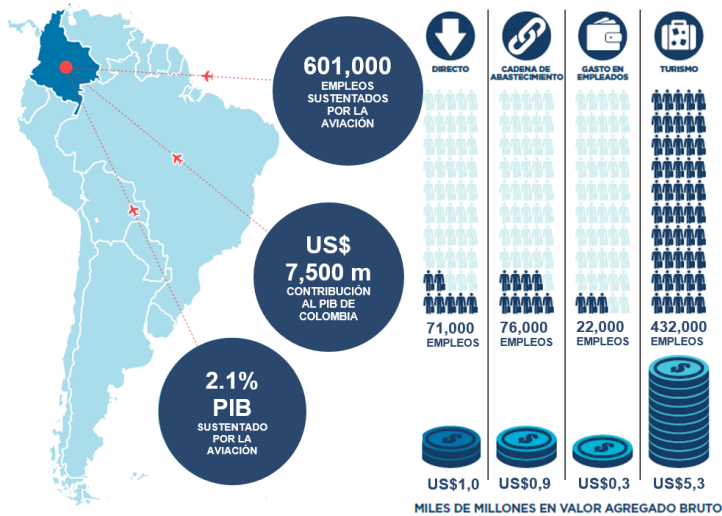 601,000
EMPLEOS
SUSTENTADOS
POR LA
AVIACIÓN
US$
7,500 m
CONTRIBUCIÓN
AL PIB DE
COLOMBIA
2.1%
PIB
SUSTENTADO
POR LA
AVIACIÓN
DIRECTO
CADENA DE
ABASTECIMIENTO
GASTO EN
EMPLEADOS
TURISMO
71,000
EMPLEOS
76,000
EMPLEOS
22,000
EMPLEOS
432,000
EMPLEOS
$
$
$
$
US$1,0
US$0,9
US$0,3
US$5,3
MILES DE MILLONES EN VALOR AGREGADO BRUTO